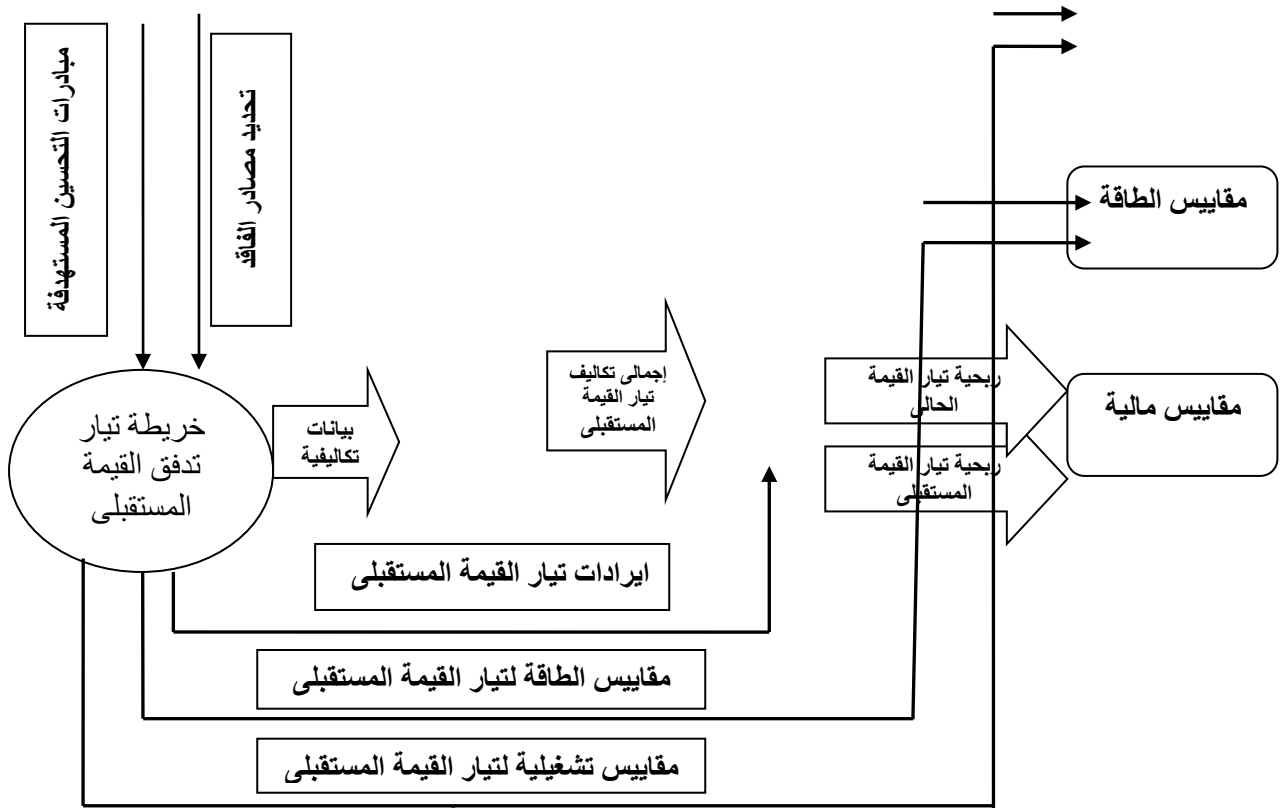 مبادرات التحسين المستهدفة
تحديد مصادر الفاقد
مقاييس الطاقة
إجمالى تكاليف
تيار القيمة
المستقبلى
ربحية تيار القيمة
الحالى
مقاييس مالية
خريطة تيار
تدفق القيمة
المستقبلى
بيانات
تكاليفية
ربحية تيار القيمة
المستقبلى
ايرادات تيار القيمة المستقبلى
مقاييس الطاقة لتيار القيمة المستقبلى
مقاييس تشغيلية لتيار القيمة المستقبلى